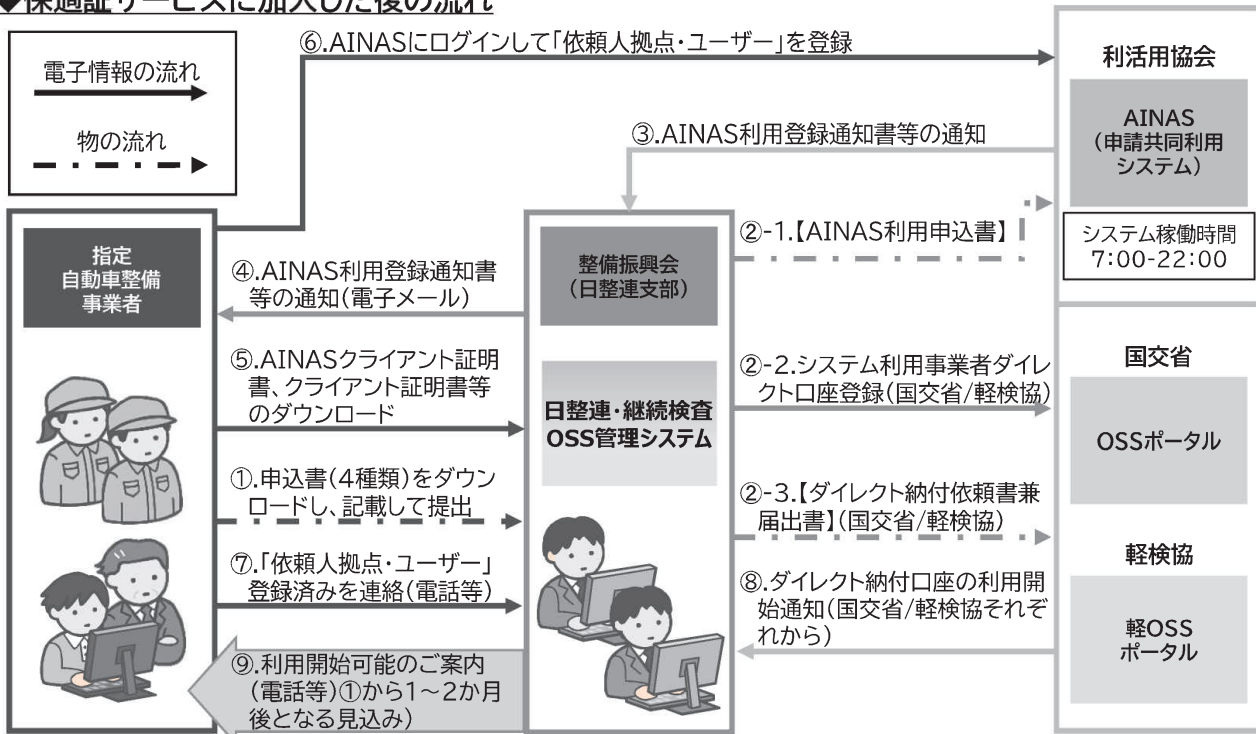 ◆保適証サービスに加入した後の流れ
電子情報の流れ
物の流れ
⑥.AINASにログインして「依頼人拠点・ユーザー」を登録
利活用協会
AINAS
(申請共同利用
システム)
システム稼働時間
7:00-22:00
③.AINAS利用登録通知書等の通知
②-1.【AINAS利用申込書】
指定
自動車整備
事業者
④.AINAS利用登録通知書
等の通知(電子メール)
整備振興会
(日整連支部)
⑤.AINASクライアント証明
書、クライアント証明書等
のダウンロード
日整連・継続検査
OSS管理システム
②-2.システム利用事業者ダイレ
クト口座登録(国交省/軽検協)
国交省
OSSポータル
①.申込書(4種類)をダウン
ロードし、記載して提出
②-3.【ダイレクト納付依頼書兼
届出書】(国交省/軽検協)
⑦.「依頼人拠点・ユーザー」
登録済みを連絡(電話等)
⑧.ダイレクト納付口座の利用開
始通知(国交省/軽検協それぞ
れから)
軽検協
軽OSS
ポータル
⑨.利用開始可能のご案内
(電話等)①から1~2か月
後となる見込み)